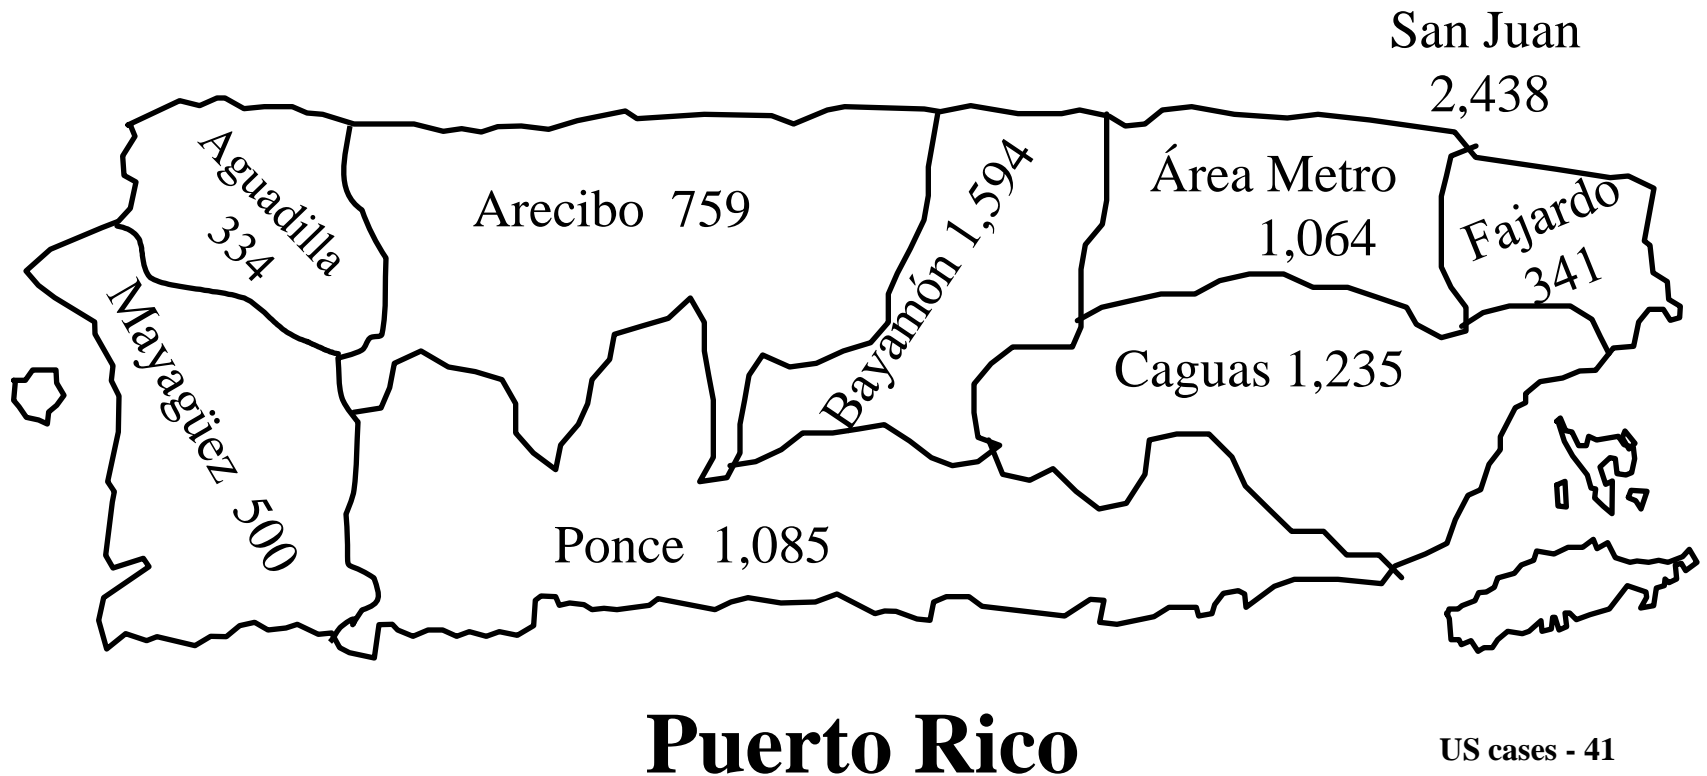 San Juan
2,438
Aguadilla
334
Arecibo 759
Bayamón 1,594
Área Metro
1,064
Fajardo
341
Mayagüez 500
Caguas 1,235
Ponce 1,085
Puerto Rico
US cases - 41